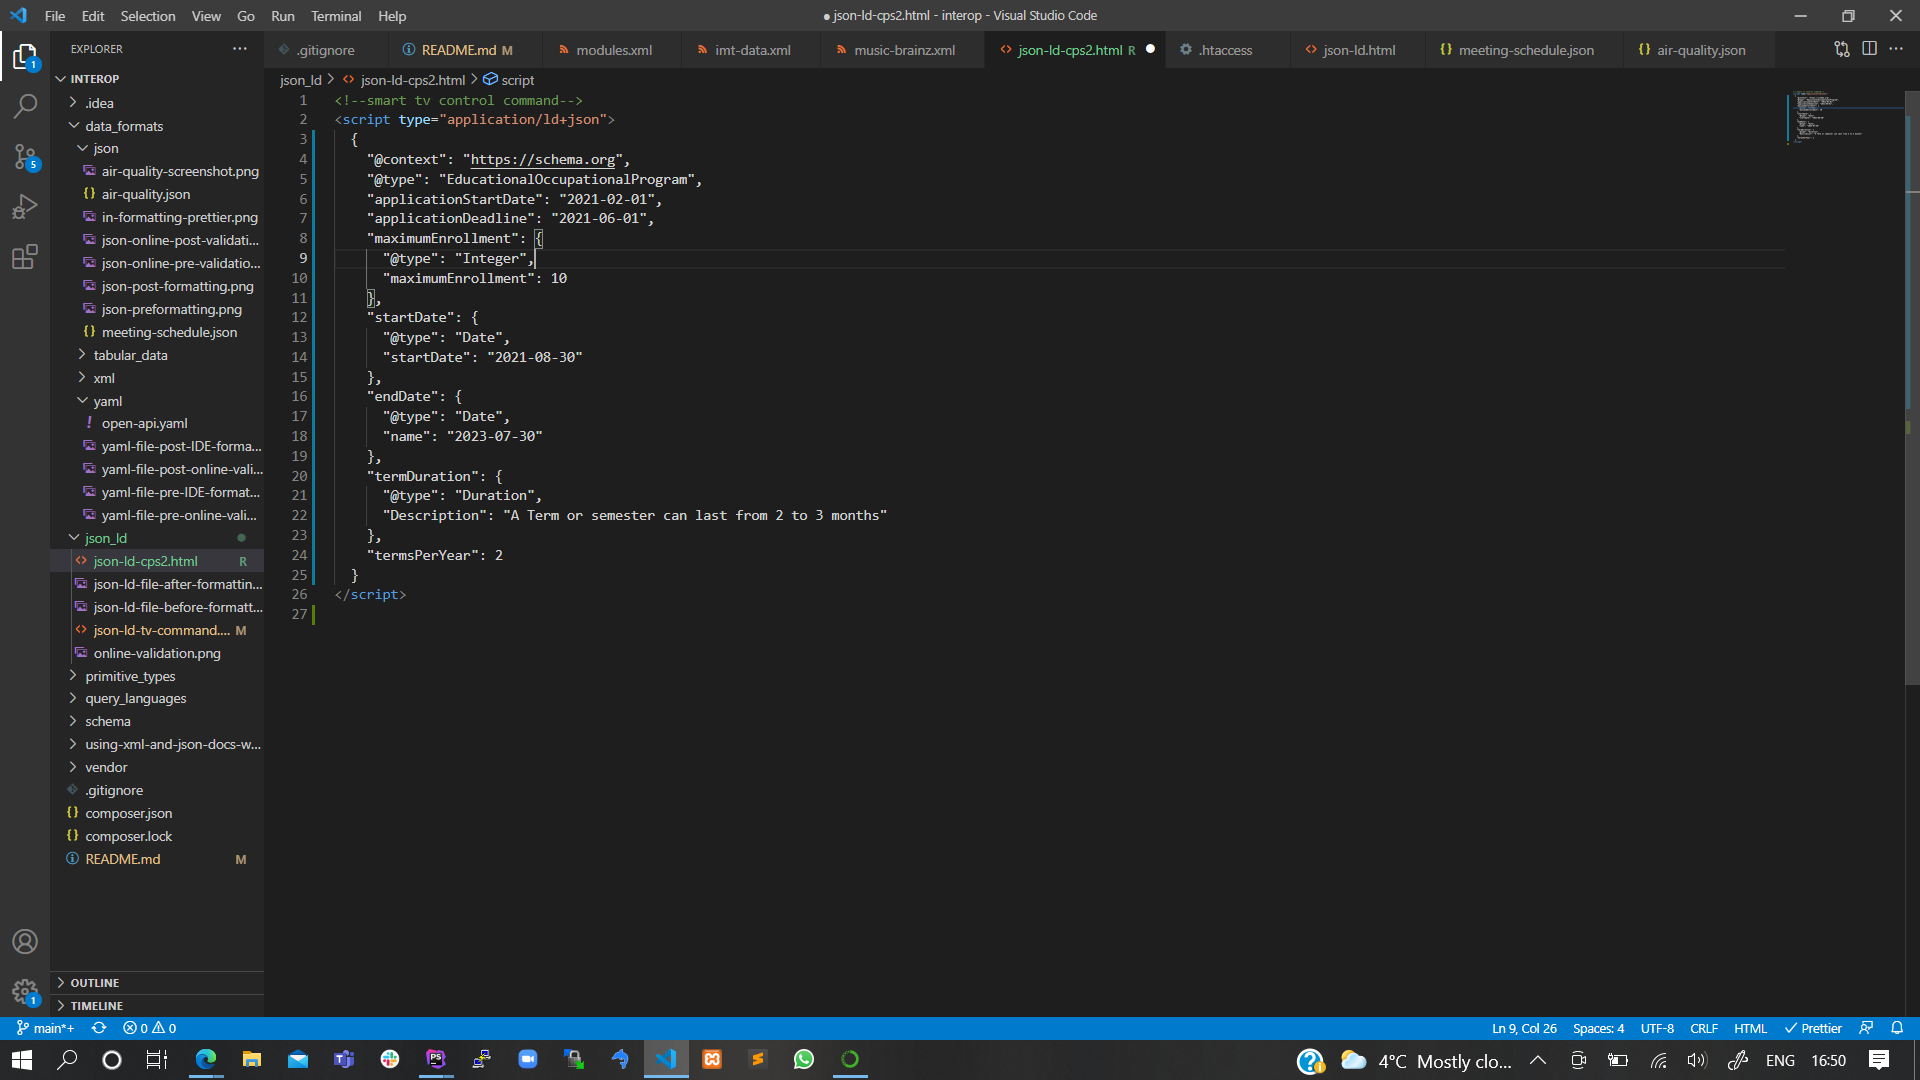 File Edit Selection View Go Run Terminal Help
● json-ld-cps2.html - interop - Visual Studio Code
EXPLORER
.gitignore
README.md M
modules.xml
imt-data.xml
music-brainz.xml
json-ld-cps2.html R
.htaccess
json-ld.html
meeting-schedule.json
air-quality.json
INTEROP
.idea
data_formats
json
air-quality-screenshot.png
air-quality.json
in-formatting-prettier.png
json-online-post-validati...
json-online-pre-validatio...
json-post-formatting.png
json-preformatting.png
meeting-schedule.json
tabular_data
xml
yaml
open-api.yaml
yaml-file-post-IDE-forma...
yaml-file-post-online-vali...
yaml-file-pre-IDE-format...
yaml-file-pre-online-vali...
json_ld
json-ld-cps2.html R
json-ld-file-after-formattin...
json-ld-file-before-formatt...
json-ld-tv-command.... M
online-validation.png
primitive_types
query_languages
schema
using-xml-and-json-docs-w...
vendor
.gitignore
composer.json
composer.lock
README.md M
OUTLINE
TIMELINE
1
5
1
json_ld > json-ld-cps2.html > script
1 <!--smart tv control command-->
2 <script type="application/ld+json">
3 {
4 "@context": "https://schema.org",
5 "@type": "EducationalOccupationalProgram",
6 "applicationStartDate": "2021-02-01",
7 "applicationDeadline": "2021-06-01",
8 "maximumEnrollment": {
9 "@type": "Integer",
10 "maximumEnrollment": 10
11 },
12 "startDate": {
13 "@type": "Date",
14 "startDate": "2021-08-30"
15 },
16 "endDate": {
17 "@type": "Date",
18 "name": "2023-07-30"
19 },
20 "termDuration": {
21 "@type": "Duration",
22 "Description": "A Term or semester can last from 2 to 3 months"
23 },
24 "termsPerYear": 2
25 }
26 </script>
27
main*+ 0 0
Ln 9, Col 26 Spaces: 4 UTF-8 CRLF HTML Prettier
4°C Mostly clo... ENG 16:50